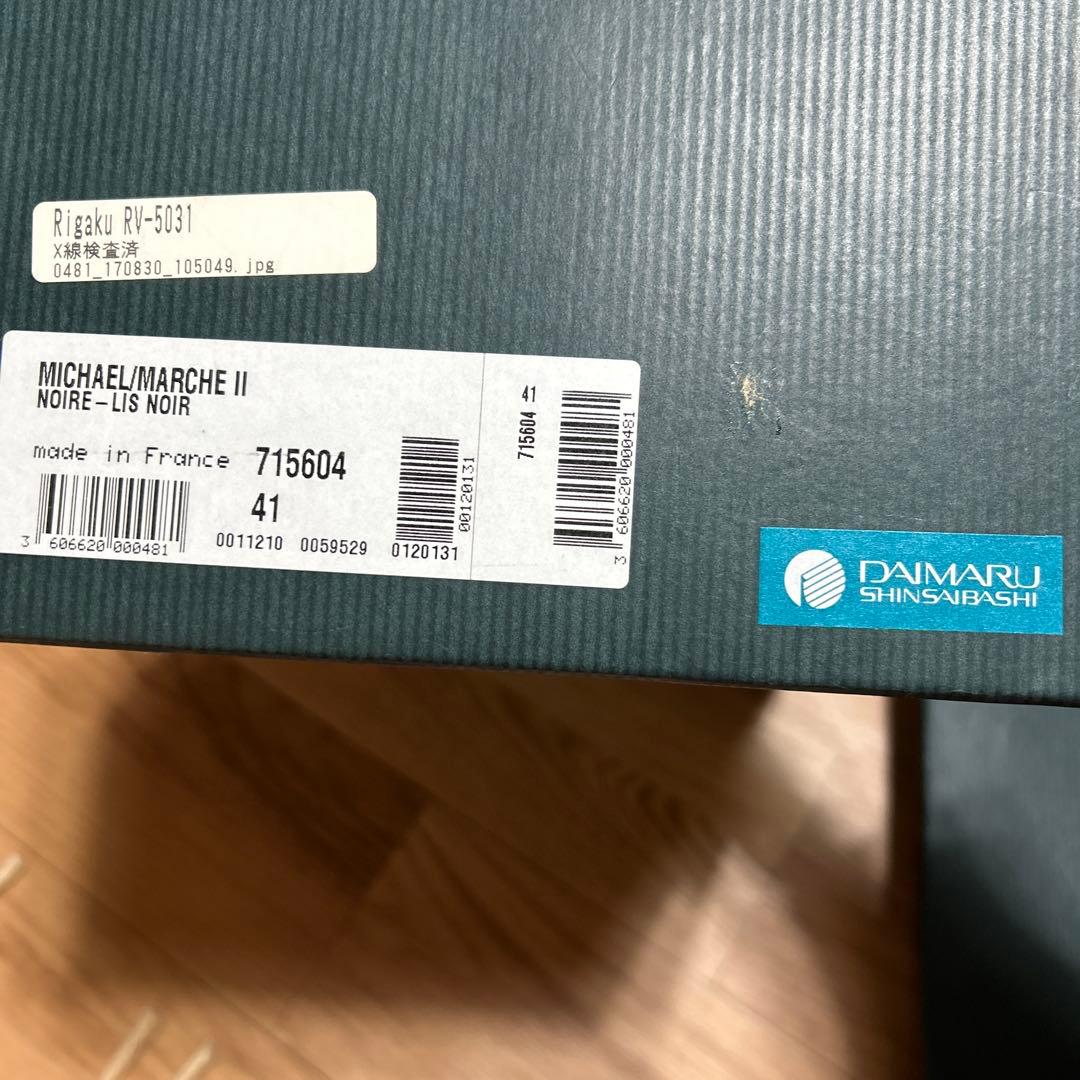 Rigaku RV-5031
X線検査済
0481_170830_105049.jpg
MICHAEL/MARCHE II
NOIRE-LIS NOIR
made in France 715604
41
3 606620 000481
0011210 0059529 0120131
00120131
715604 41
3 606620 000481
DAIMARU
SHINSAIBASHI